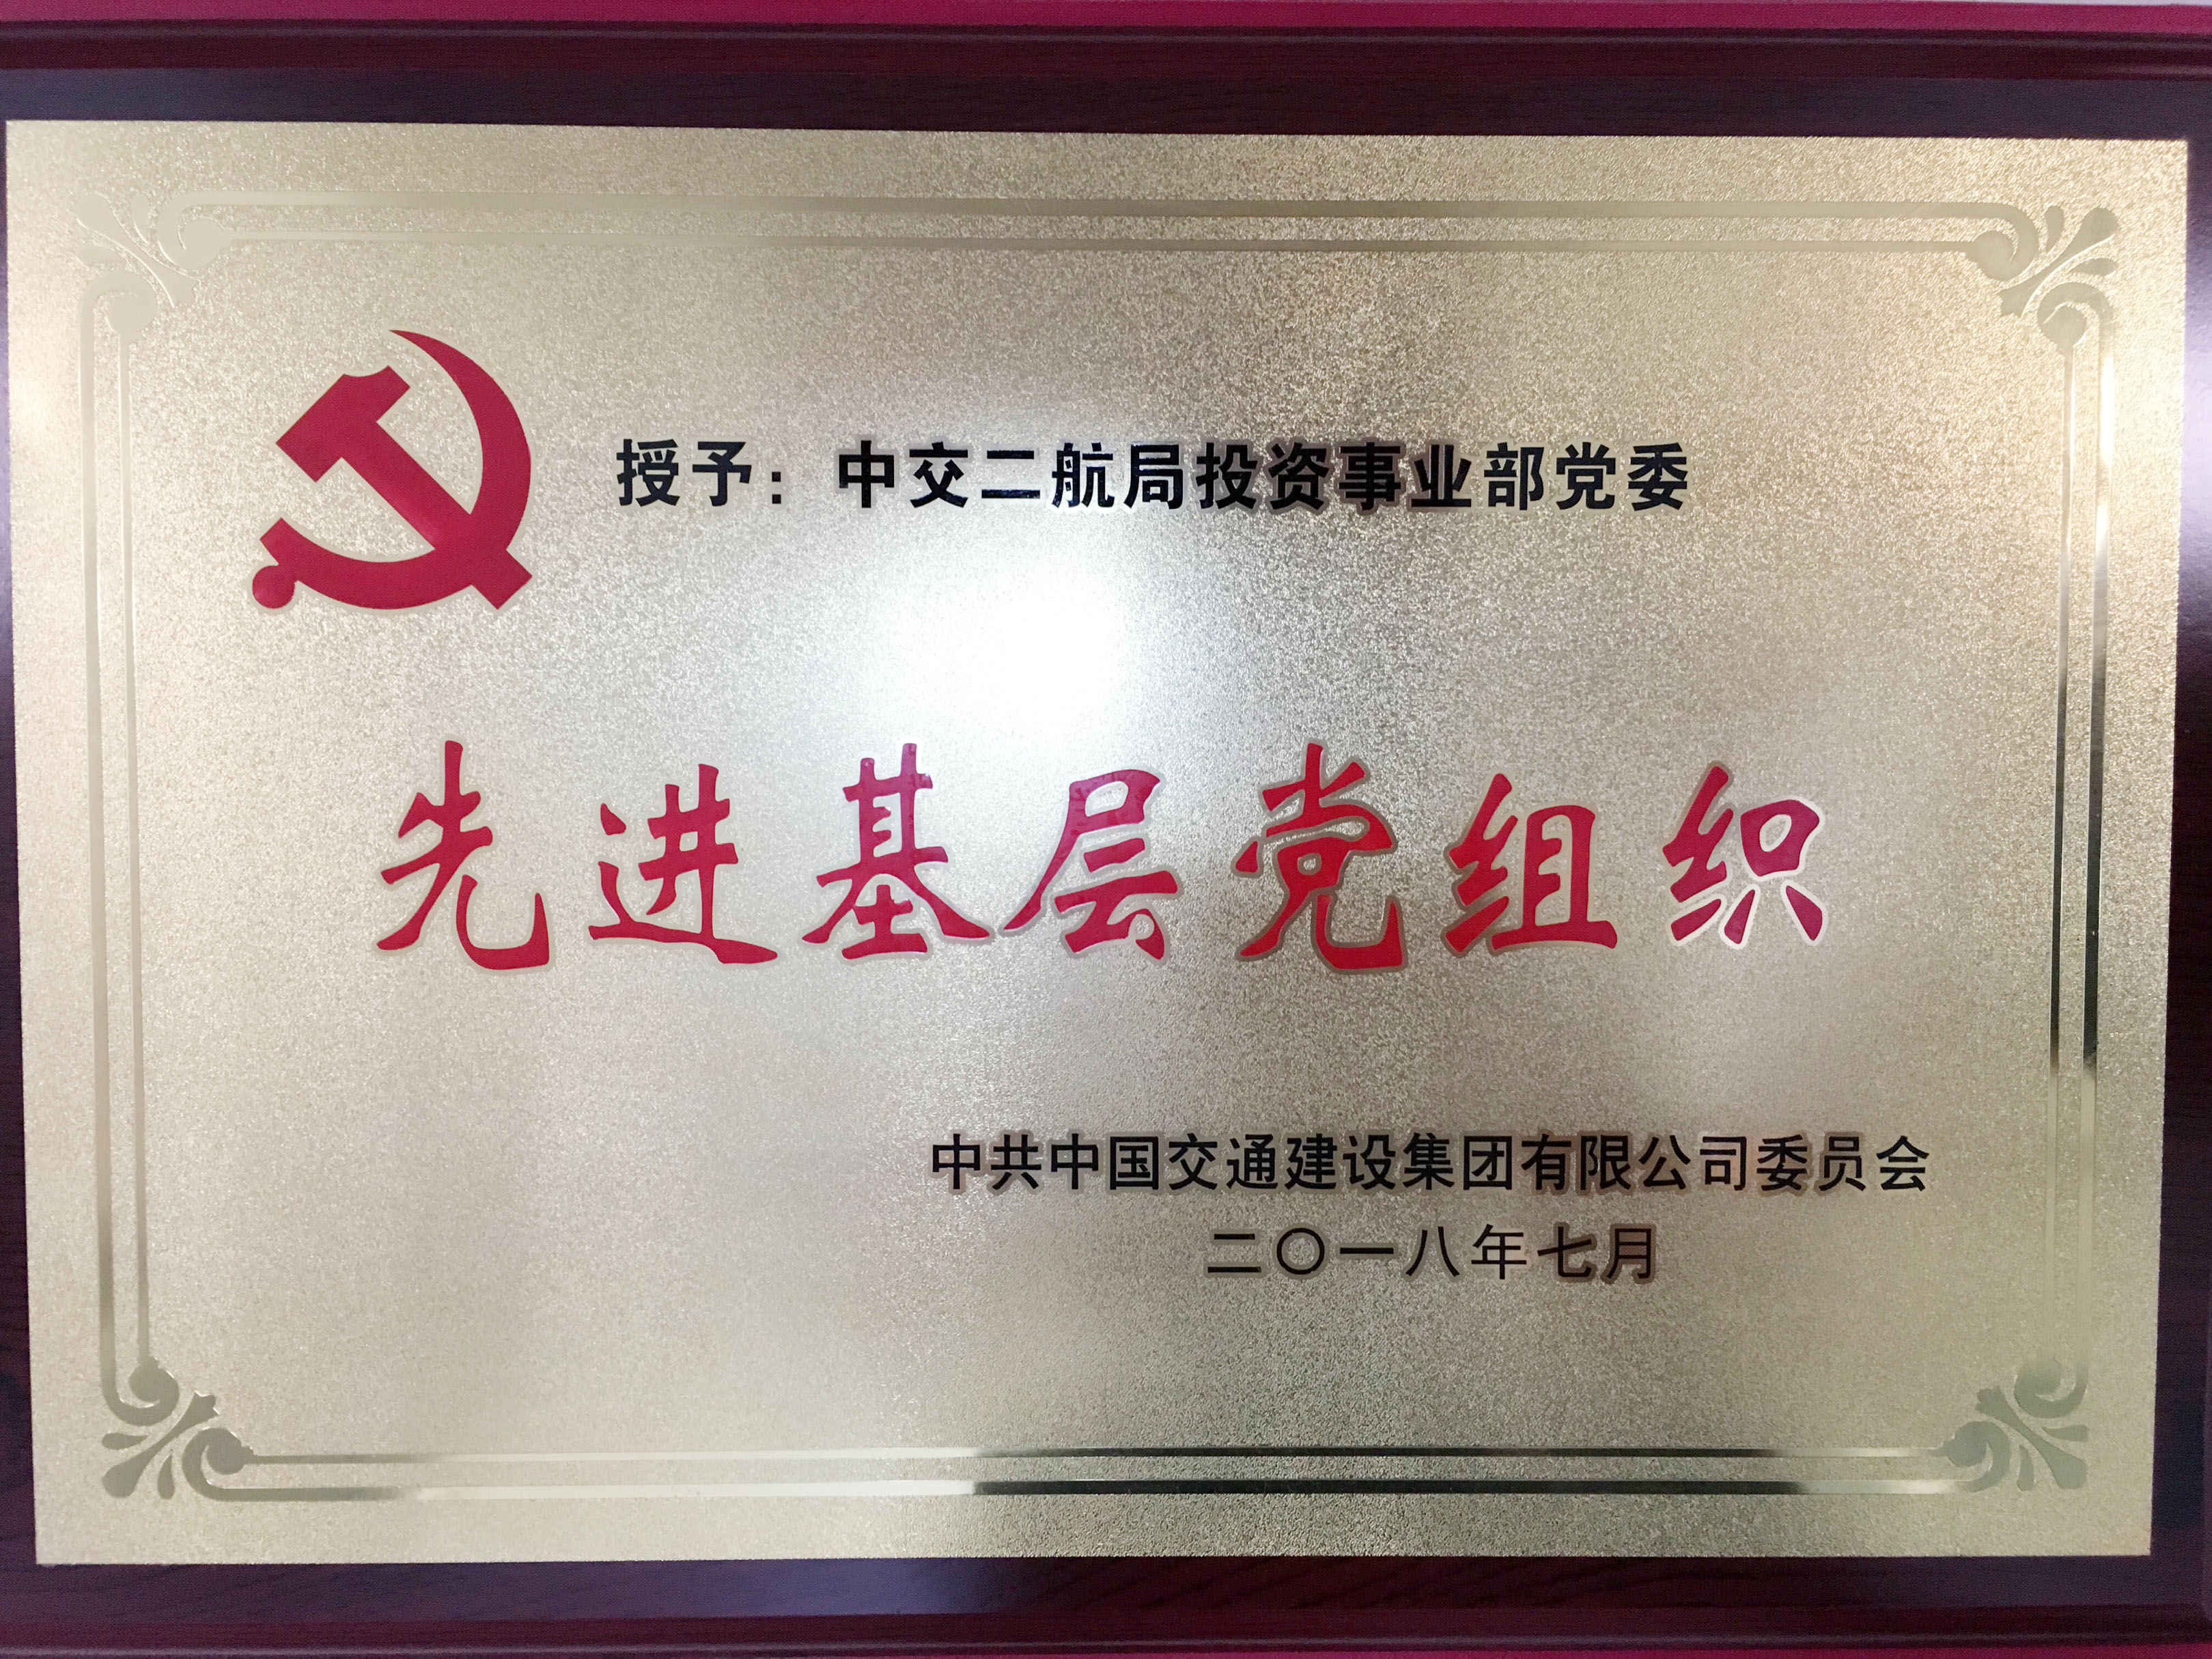 授予：中交二航局投资事业部党委
先进基层党组织
中共中国交通建设集团有限公司委员会
二〇一八年七月